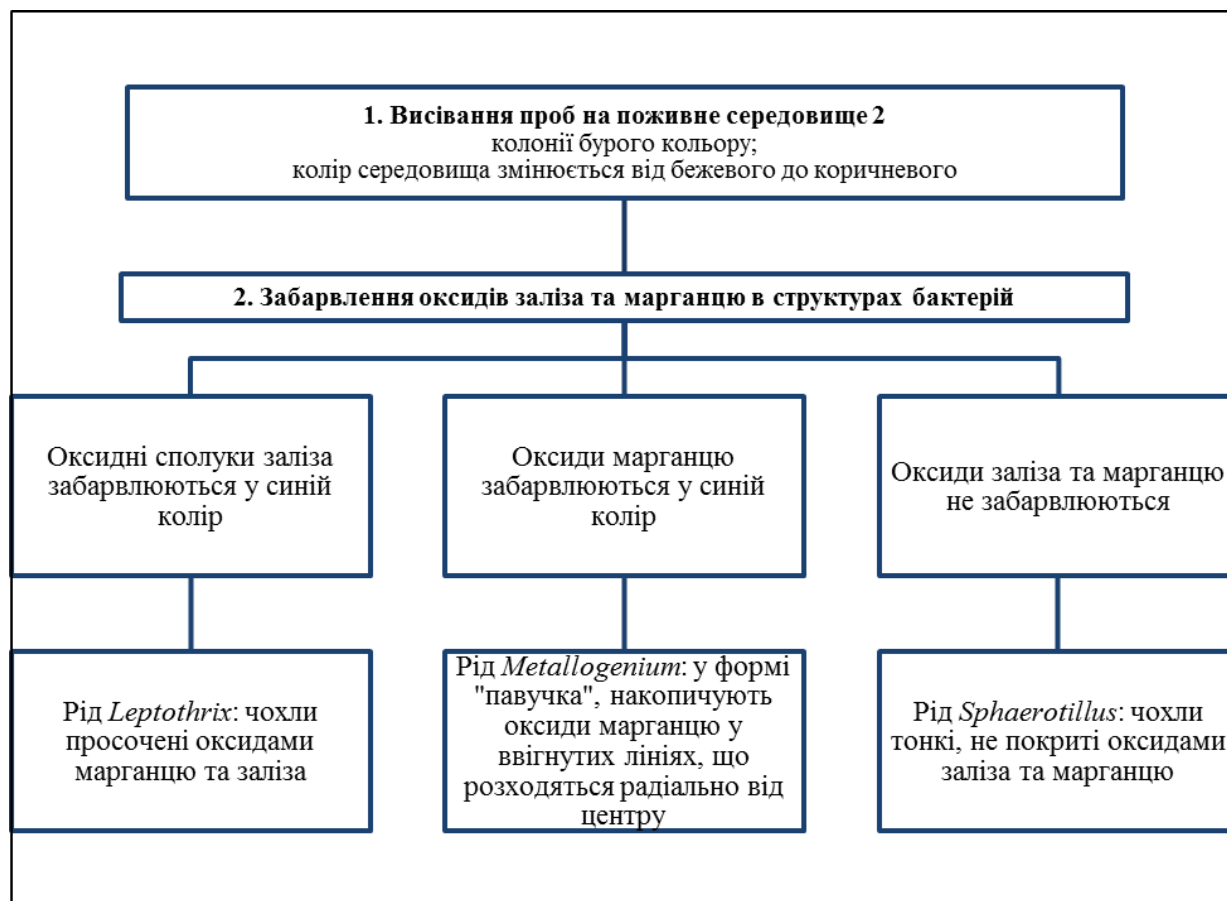 1. Висівання проб на поживне середовище 2
колонії бурого кольору;
колір середовища змінюється від бежевого до коричневого
2. Забарвлення оксидів заліза та марганцю в структурах бактерій
Оксидні сполуки заліза
забарвлюються у синій
колір
Оксиди марганцю
забарвлюються у синій
колір
Оксиди заліза та марганцю
не забарвлюються
Рід Leptothrix: чохли
просочені оксидами
марганцю та заліза
Рід Metallogenium: у формі
"павучка", накопичують
оксиди марганцю у
ввігнутих лініях, що
розходяться радіально від
центру
Рід Sphaerotillus: чохли
тонкі, не покриті оксидами
заліза та марганцю